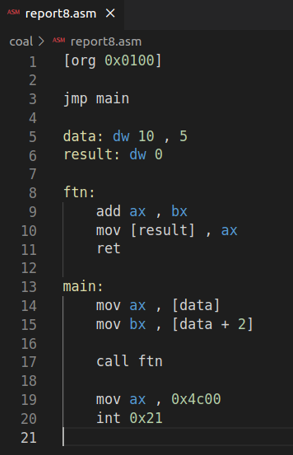 ASM report8.asm ×
coal > ASM report8.asm
1 [org 0x0100]
2
3 jmp main
4
5 data: dw 10 , 5
6 result: dw 0
7
8 ftn:
9     add ax , bx
10     mov [result] , ax
11     ret
12
13 main:
14     mov ax , [data]
15     mov bx , [data + 2]
16
17     call ftn
18
19     mov ax , 0x4c00
20     int 0x21
21